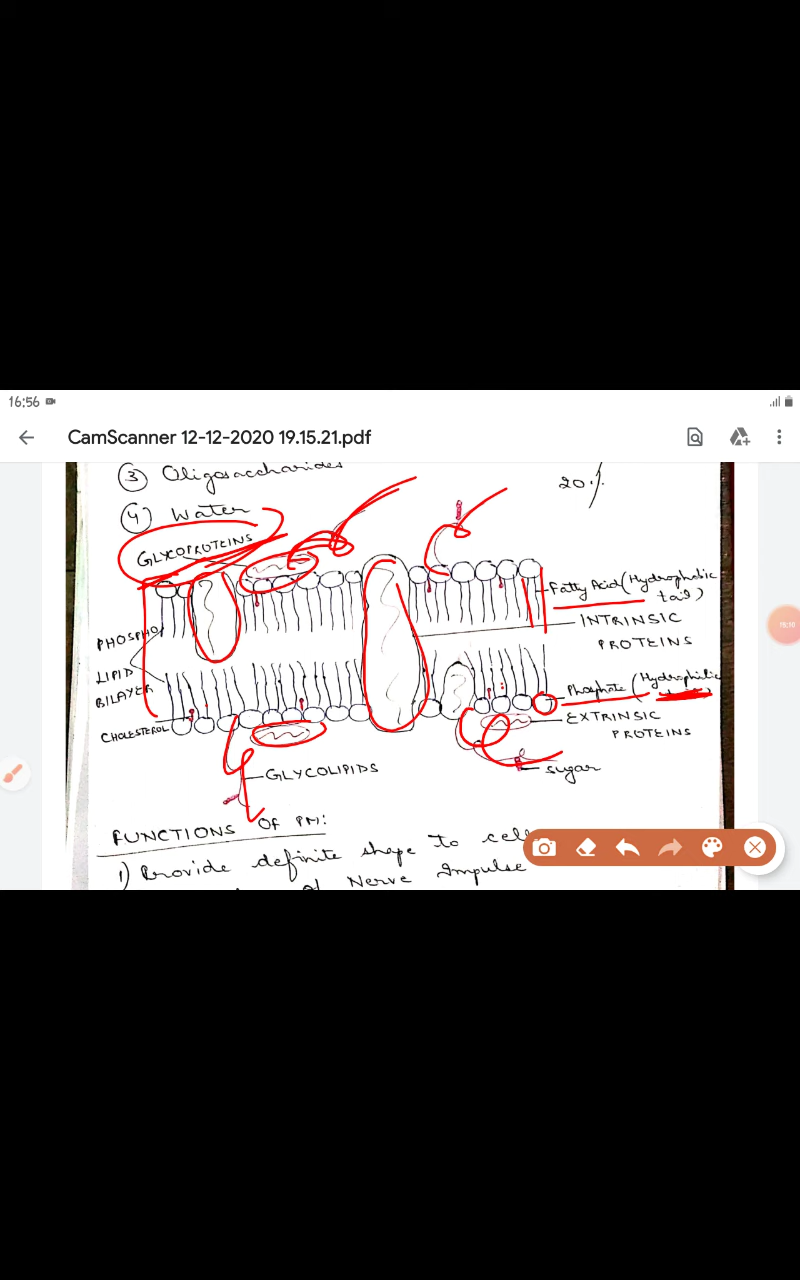 16:56
CamScanner 12-12-2020 19.15.21.pdf
③ Oligosaccharides
20%
④ Water
GLYCOPROTEINS
Fatty Acid (Hydrophobic
tail)
INTRINSIC
PROTEINS
PHOSPHO
LIPID
BILAYER
Phosphate (Hydrophilic
CHOLESTEROL
EXTRINSIC
PROTEINS
GLYCOLIPIDS
sugar
FUNCTIONS OF PM:
1) Provide definite shape to cell
of Nerve Impulse